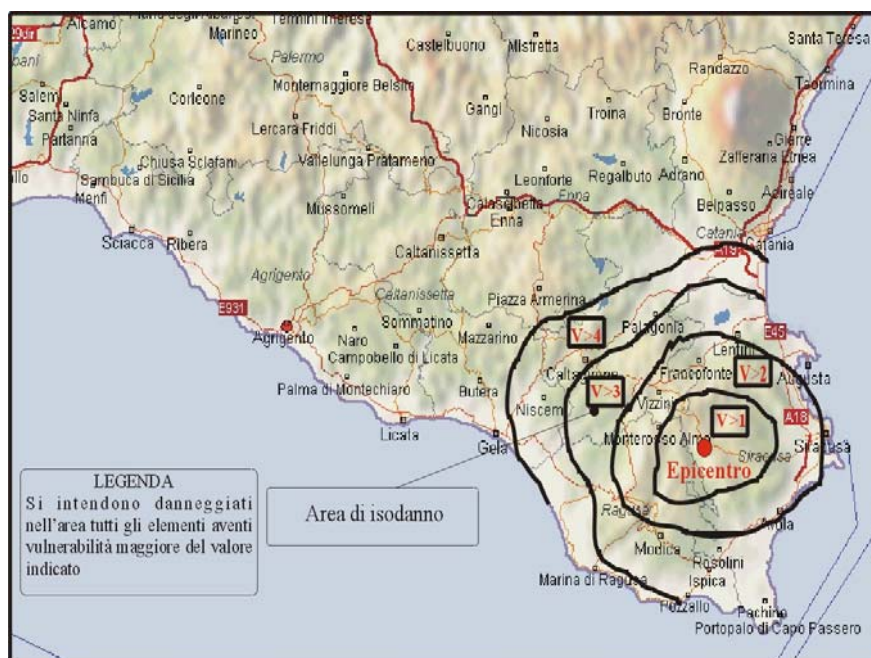 29dir
Alcamo
Marineo
Termini Imerese
Castelbuono
Mistretta
Santa Teresa
Palermo
Randazzo
Taormina
Salem
Corleone
Montemaggiore Belsito
Gangi
Troina
Bronte
Santa Ninfa
Partanna
Lercara Friddi
Nicosia
Giarre
Chiusa Sclafani
Vallelunga Pratameno
Zafferana Etnea
Sambuca di Sicilia
Leonforte
Regalbuto
Adrano
Acireale
Menfi
Mussomeli
Calascibetta
Enna
Enna
Belpasso
Sciacca
Ribera
Caltanissetta
Catania
Catania
A19
Agrigento
Caltanissetta
Piazza Armerina
E931
Sommatino
Palagonia
E45
Agrigento
Naro
Mazzarino
V>4
Lentini
Campobello di Licata
Caltagirone
Francofonte
V>2
Augusta
Palma di Montechiaro
Butera
Niscem
V>3
Vizzini
V>1
A18
Licata
Gela
Monterosso Almo
Siracusa
Siracusa
Epicentro
LEGENDA
Si intendono danneggiati
nell'area tutti gli elementi aventi
vulnerabilità maggiore del valore
indicato
Area di isodanno
Ragusa
Avola
Modica
Rosolini
Marina di Ragusa
Ispica
Pozzallo
Pachino
Portopalo di Capo Passero